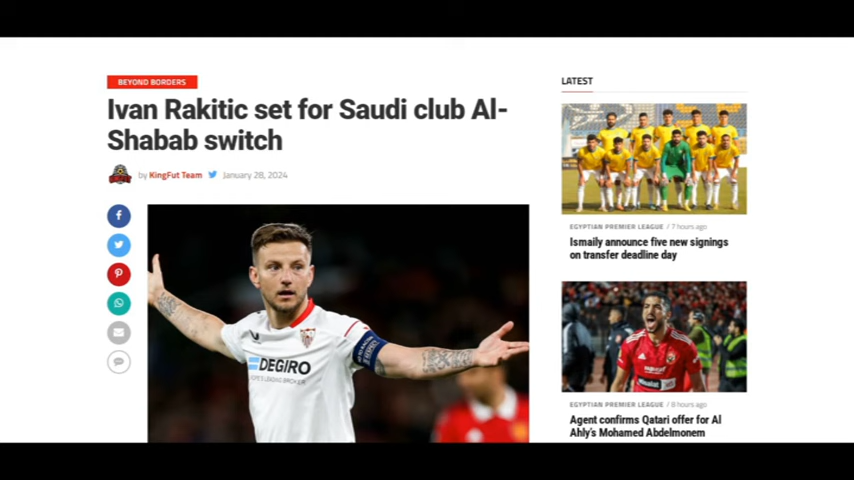 BEYOND BORDERS
Ivan Rakitic set for Saudi club Al-
Shabab switch
by KingFut Team January 28, 2024
DEGIRO
LATEST
EGYPTIAN PREMIER LEAGUE / 7 hours ago
Ismaily announce five new signings
on transfer deadline day
EGYPTIAN PREMIER LEAGUE / 8 hours ago
Agent confirms Qatari offer for Al
Ahly's Mohamed Abdelmonem